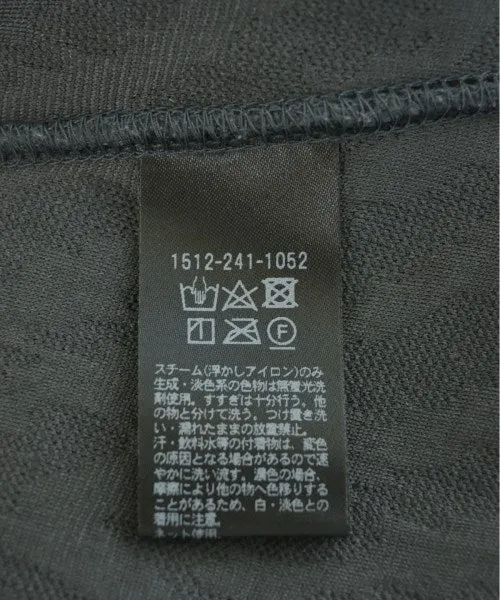 1512-241-1052
F
スチーム(浮かしアイロン)のみ
生成・淡色系の色物は無蛍光洗
剤使用。すすぎは十分行う。他
の物と分けて洗う。つけ置き洗
い・濡れたままの放置禁止。
汗・飲料水等の付着物は、変色
の原因となる場合があるので速
やかに洗い流す。濃色の場合、
摩擦により他の物へ色移りする
ことがあるため、白・淡色との
着用に注意。
ネット使用